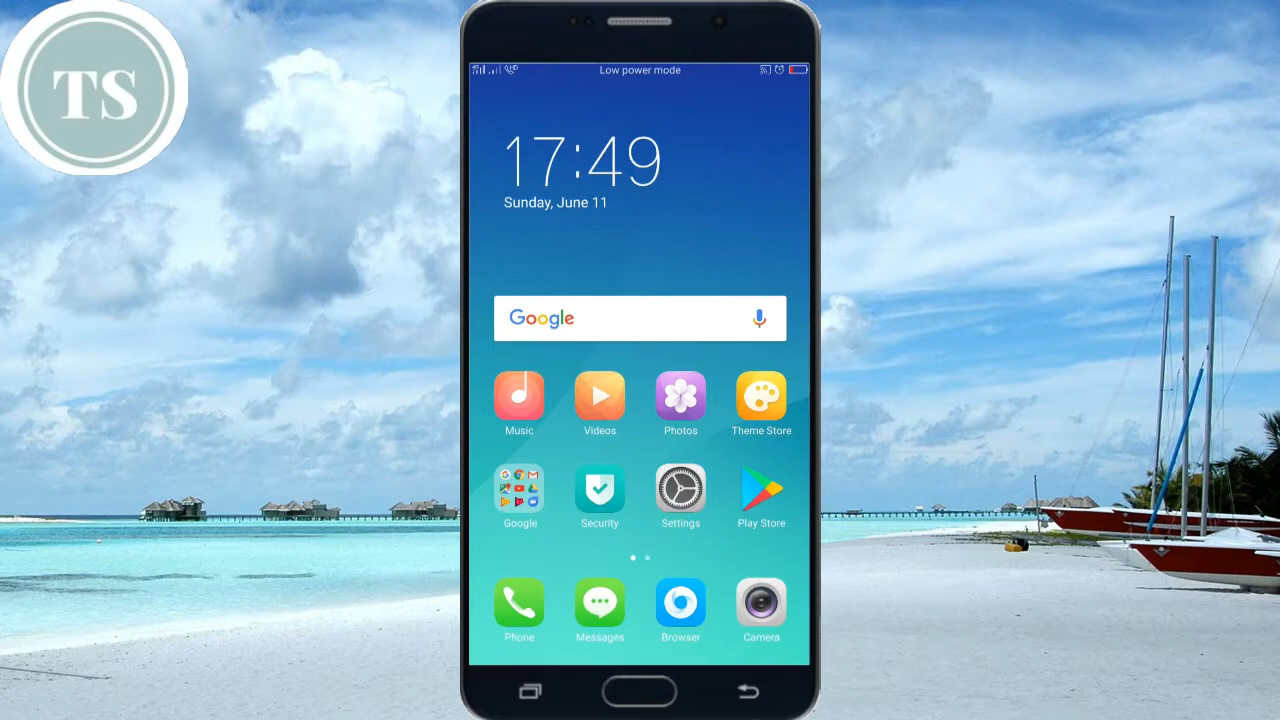 TS
Low power mode
17:49
Sunday, June 11
Google
Music Videos Photos Theme Store
Google Security Settings Play Store
Phone Messages Browser Camera